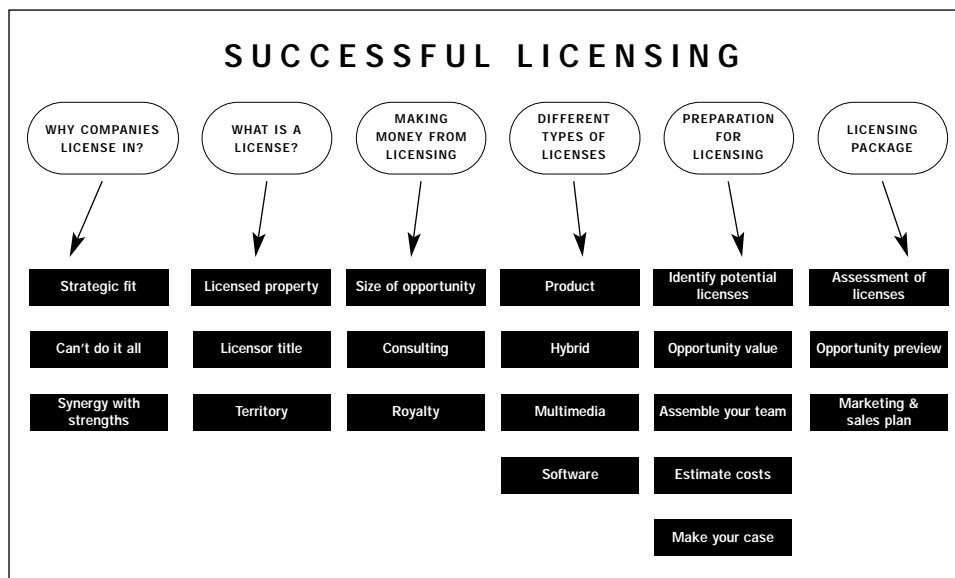 SUCCESSFUL LICENSING
WHY COMPANIES
LICENSE IN?
WHAT IS A
LICENSE?
MAKING
MONEY FROM
LICENSING
DIFFERENT
TYPES OF
LICENSES
PREPARATION
FOR
LICENSING
LICENSING
PACKAGE
Strategic fit
Licensed property
Size of opportunity
Product
Identify potential
licenses
Assessment of
licenses
Can't do it all
Licensor title
Consulting
Hybrid
Opportunity value
Opportunity preview
Synergy with
strengths
Territory
Royalty
Multimedia
Assemble your team
Marketing &
sales plan
Software
Estimate costs
Make your case